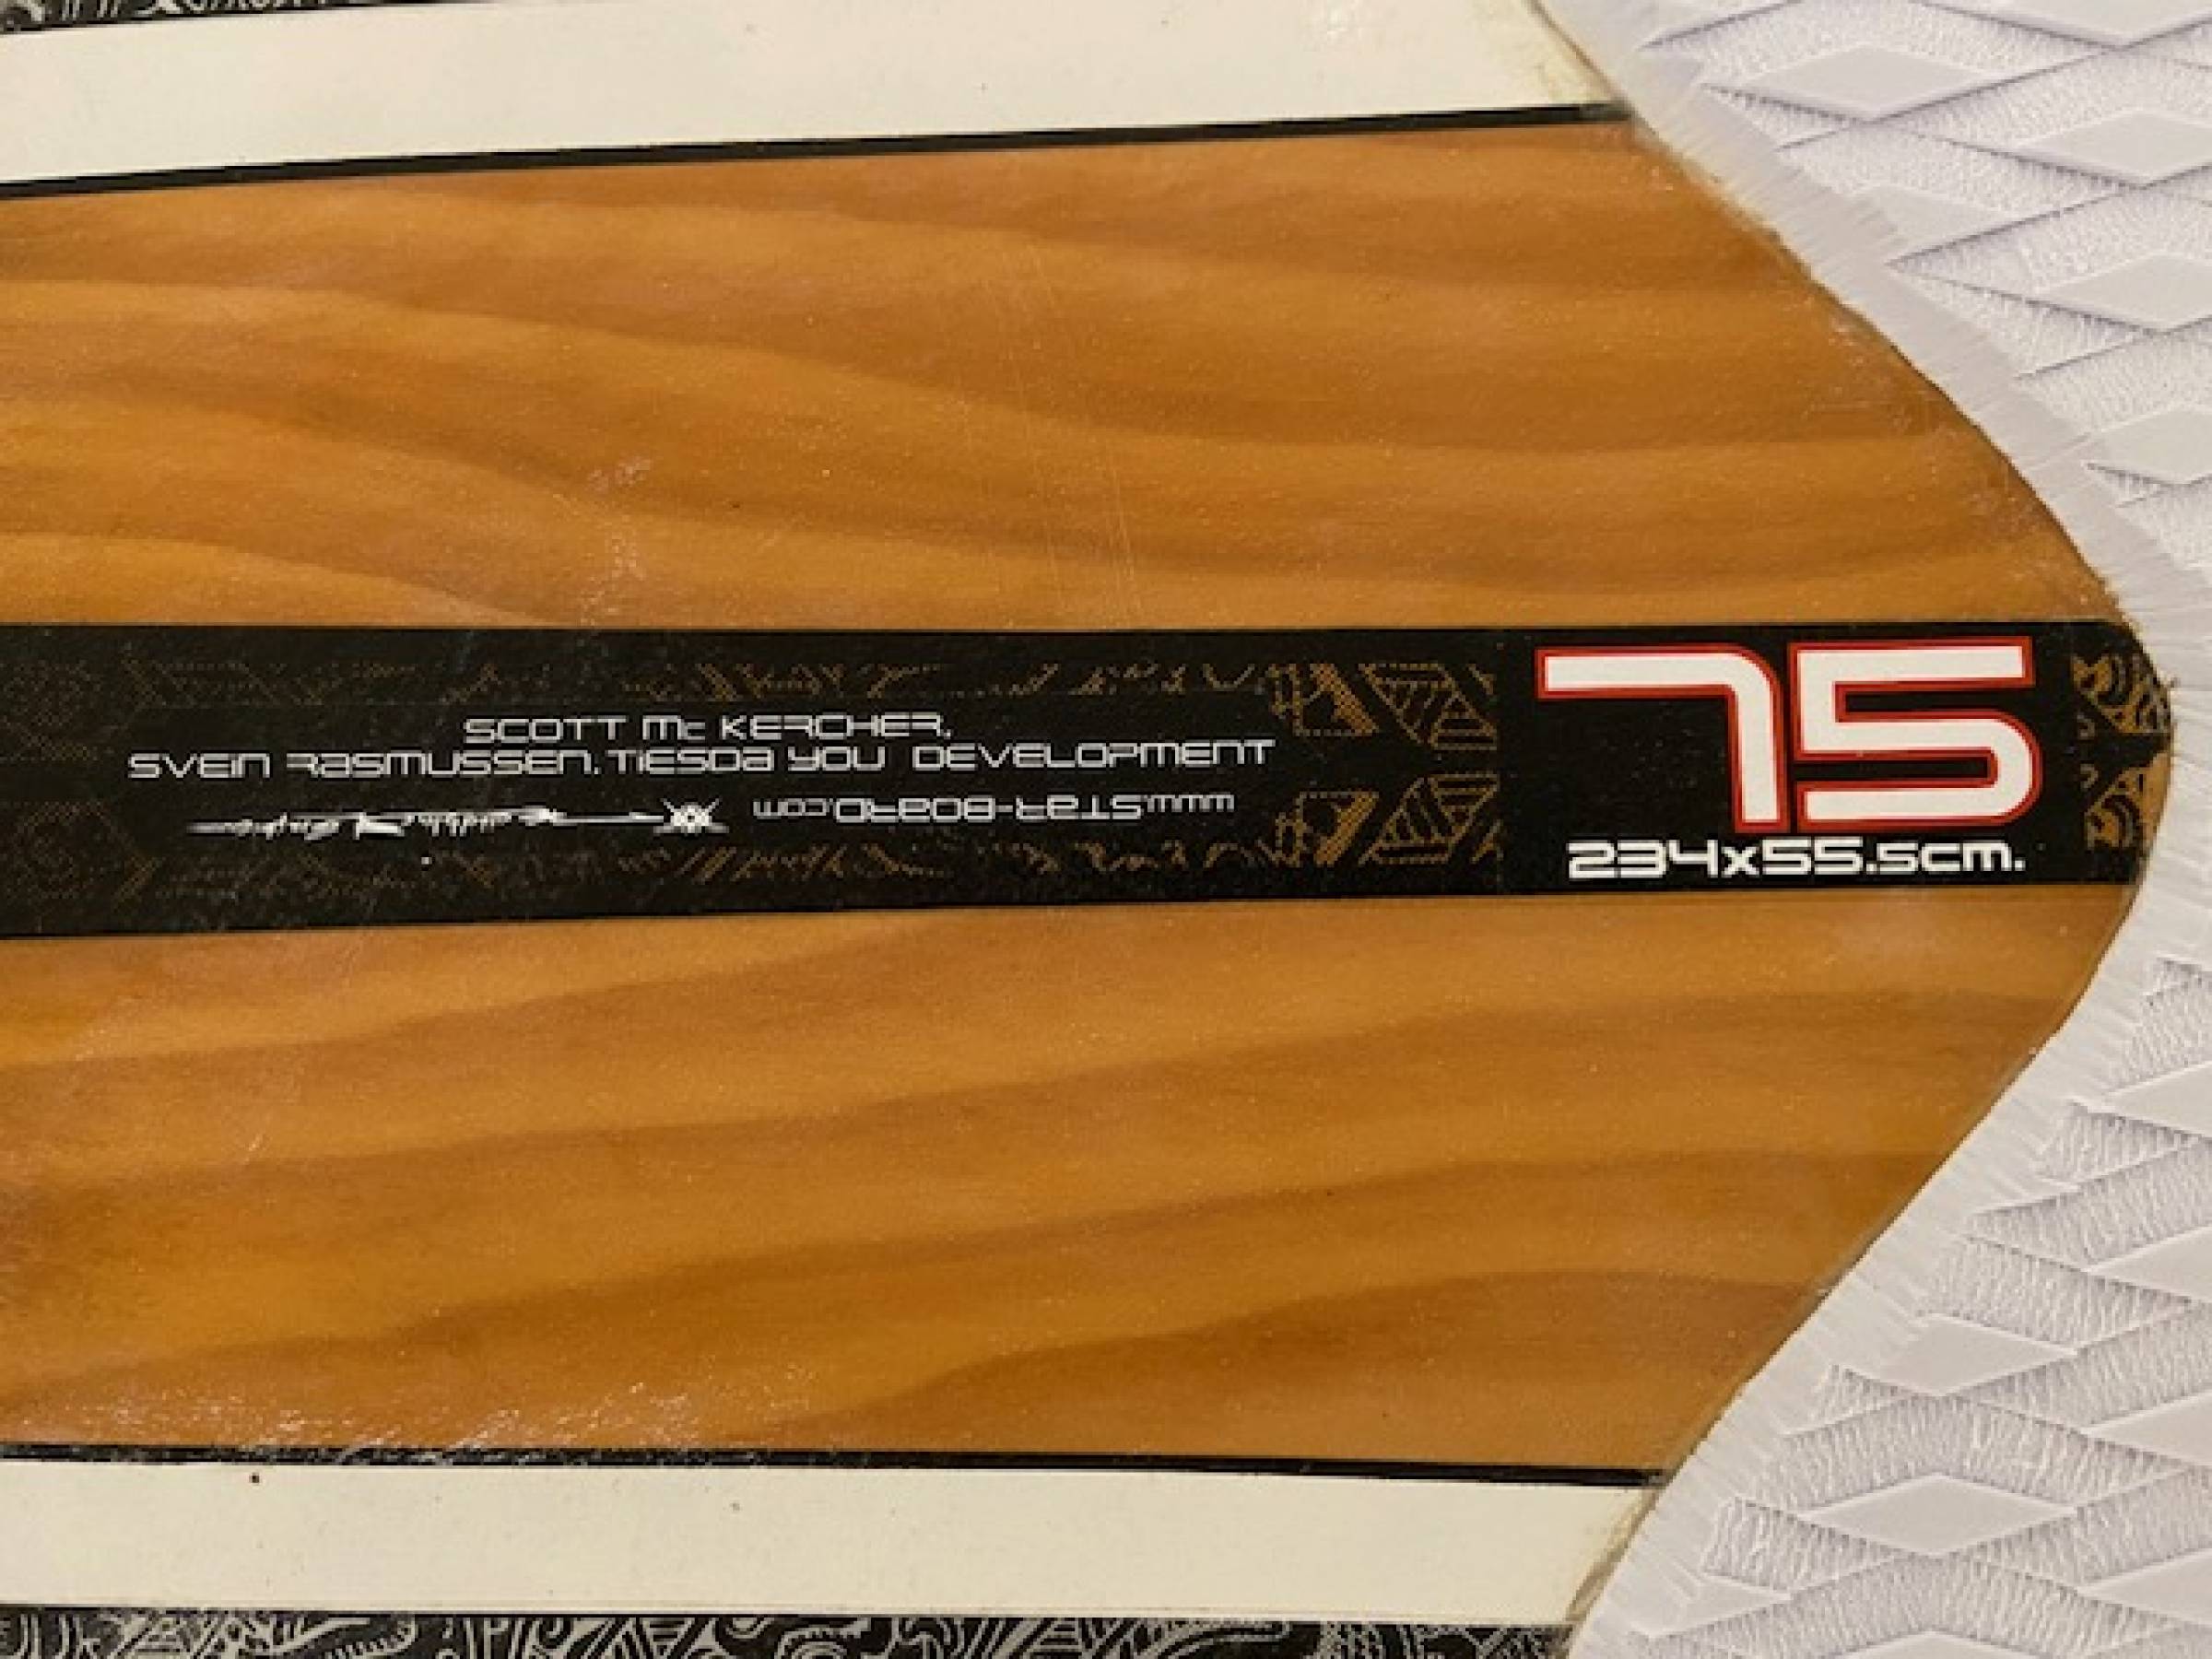 SCOTT Mc KERCHER,
SVEIN RASMUSSEN, TIESDA YOU DEVELOPMENT
www.STAR-BOARD.com
75
234x55.5cm.